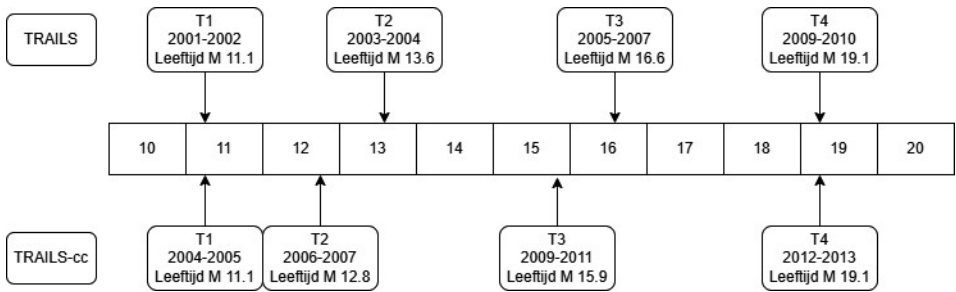 TRAILS
T1
2001-2002
Leeftijd M 11.1
T2
2003-2004
Leeftijd M 13.6
T3
2005-2007
Leeftijd M 16.6
T4
2009-2010
Leeftijd M 19.1
10 11 12 13 14 15 16 17 18 19 20
TRAILS-cc
T1
2004-2005
Leeftijd M 11.1
T2
2006-2007
Leeftijd M 12.8
T3
2009-2011
Leeftijd M 15.9
T4
2012-2013
Leeftijd M 19.1